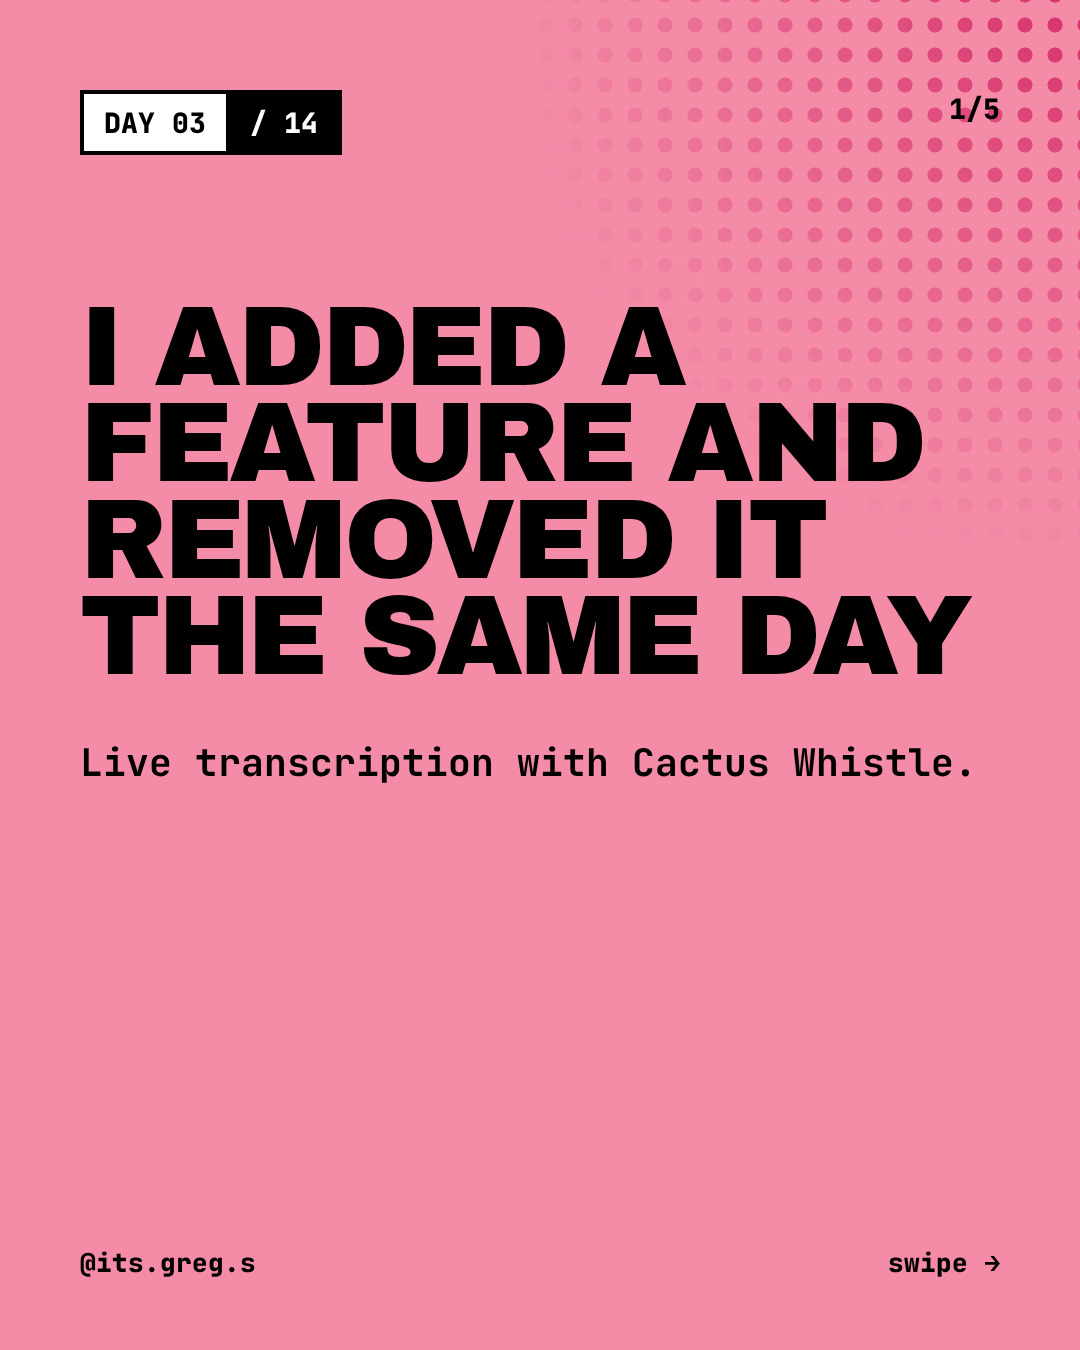 DAY 03 / 14
1/5
I ADDED A
FEATURE AND
REMOVED IT
THE SAME DAY
Live transcription with Cactus Whistle.
@its.greg.s
swipe →